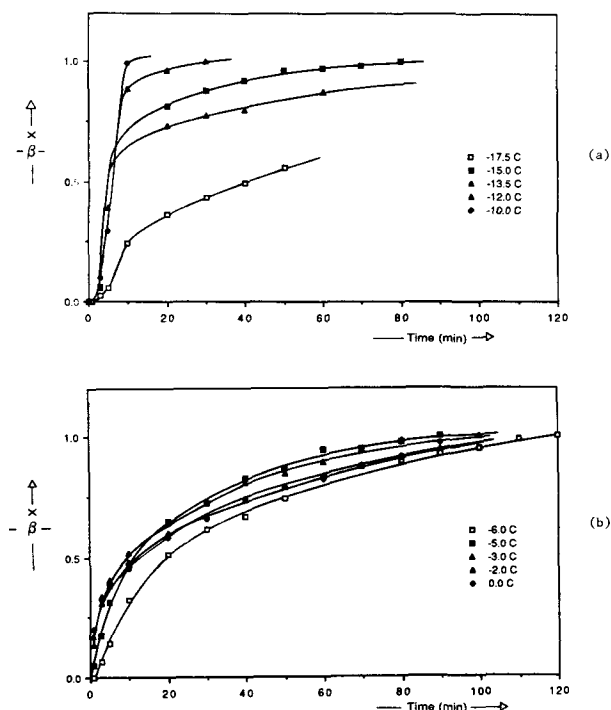 (a)
1.0
0.5
0.0
- β -
x
-17.5 C
-15.0 C
-13.5 C
-12.0 C
-10.0 C
0 20 40 60 80 100 120
Time (min)
(b)
1.0
0.5
0.0
- β -
x
-6.0 C
-5.0 C
-3.0 C
-2.0 C
0.0 C
0 20 40 60 80 100 120
Time (min)